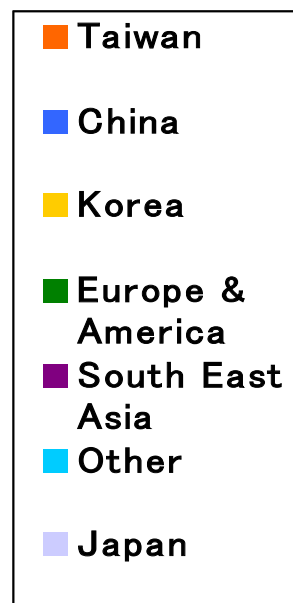 Taiwan
China
Korea
Europe &
America
South East
Asia
Other
Japan